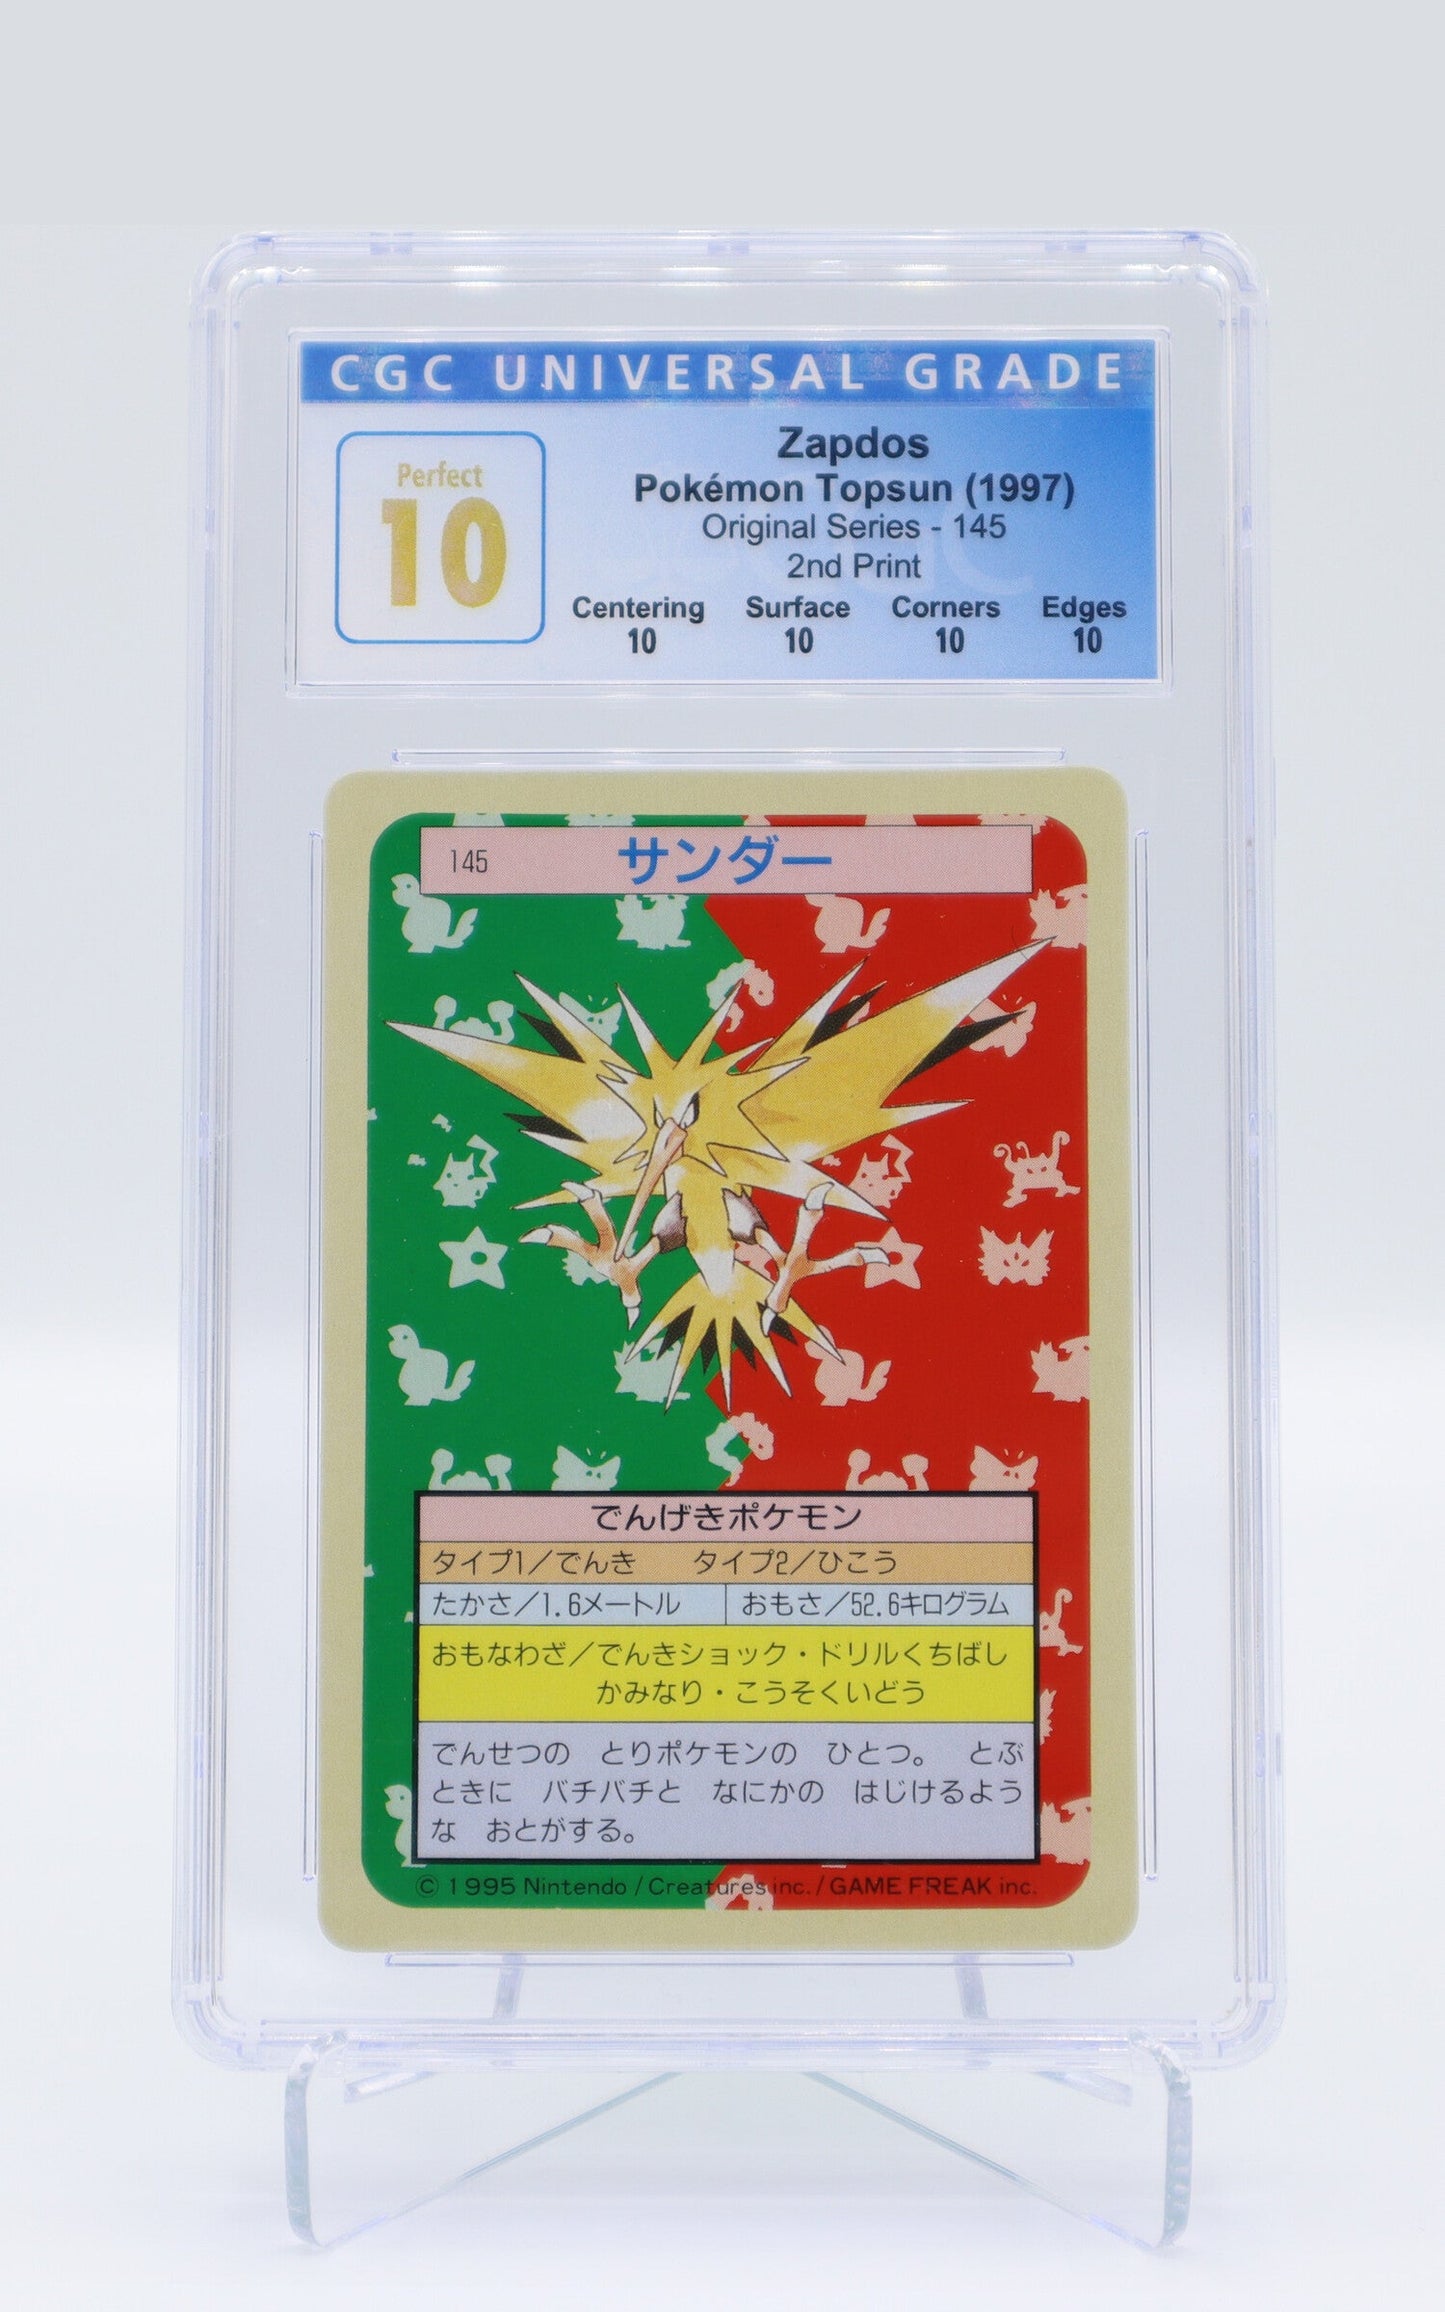 CGC UNIVERSAL GRADE
Perfect
10
Zapdos
Pokémon Topsun (1997)
Original Series - 145
2nd Print
Centering Surface Corners Edges
10 10 10 10
145 サンダー
でんげきポケモン
タイプ1/でんき タイプ2/ひこう
たかさ/1.6メートル おもさ/52.6キログラム
おもなわざ/でんきショック・ドリルくちばし
かみなり・こうそくいどう
でんせつの とりポケモンの ひとつ。 とぶ
ときに バチバチと なにかの はじけるよう
な おとがする。
© 1995 Nintendo / Creatures inc. / GAME FREAK inc.